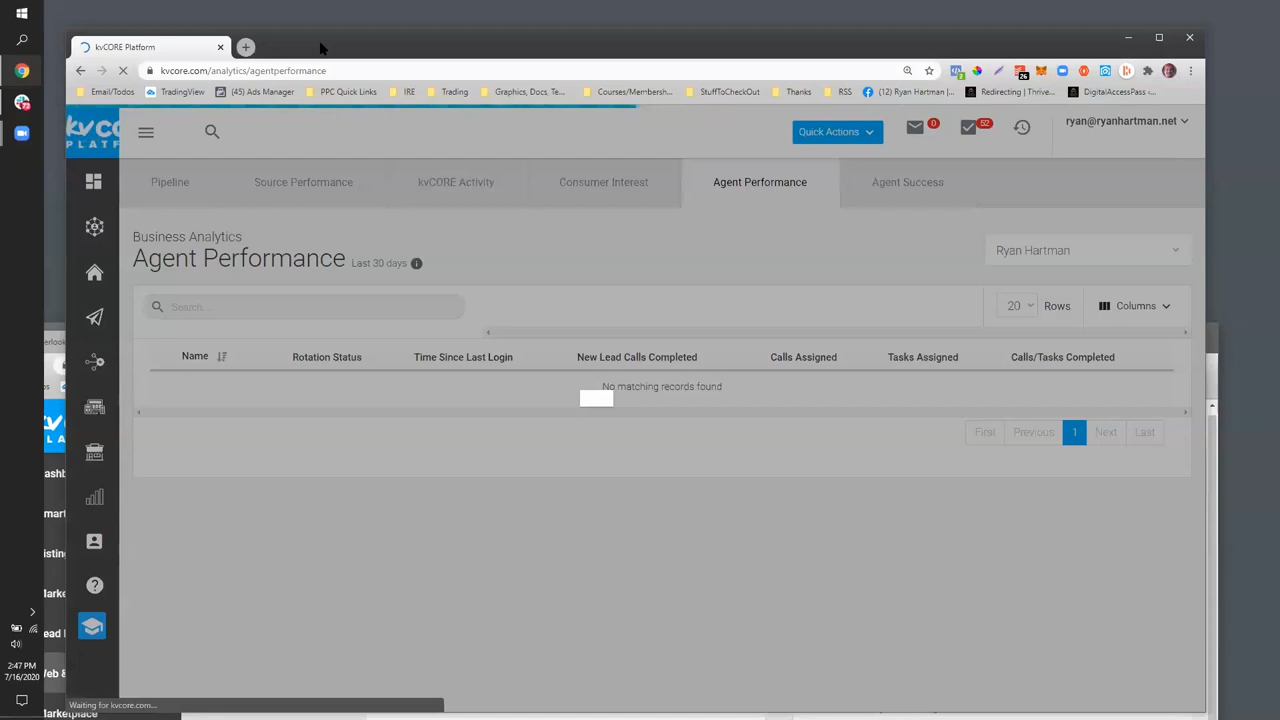 kvCORE Platform
kvcore.com/analytics/agentperformance
Email/Todos TradingView (45) Ads Manager PPC Quick Links IRE Trading Graphics, Docs, Te... Courses/Membersh... StuffToCheckOut Thanks RSS (12) Ryan Hartman |... Redirecting | Thrive... DigitalAccessPass ‹...
26
kvCO
PLATF
Quick Actions
0
52
ryan@ryanhartman.net
Pipeline Source Performance kvCORE Activity Consumer Interest Agent Performance Agent Success
Business Analytics
Agent Performance Last 30 days
Ryan Hartman
Search...
20 Rows Columns
Name Rotation Status Time Since Last Login New Lead Calls Completed Calls Assigned Tasks Assigned Calls/Tasks Completed
No matching records found
First Previous 1 Next Last
2:47 PM
7/16/2020
Waiting for kvcore.com...